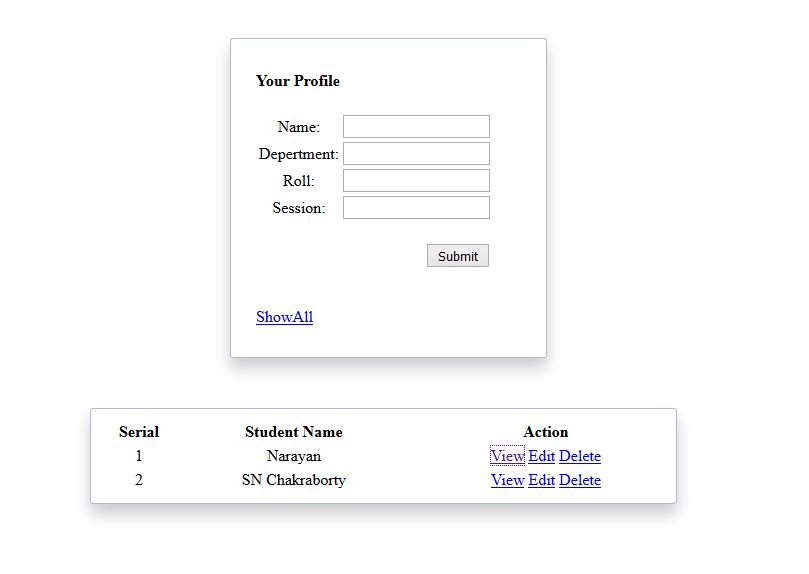 Your Profile
Name:
Depertment:
Roll:
Session:
Submit
ShowAll
Serial Student Name Action
1 Narayan View Edit Delete
2 SN Chakraborty View Edit Delete